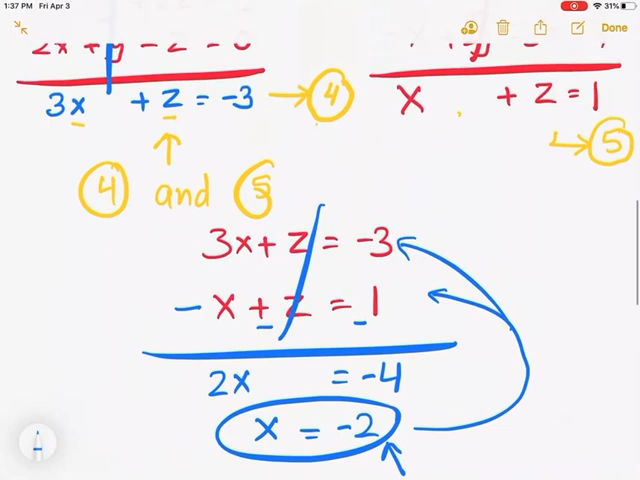 1:37 PM Fri Apr 3
31%
Done
3x + z = -3 → 4
x + z = 1
↳ 5
4 and 5
3x + z = -3
- x + z = 1
2x = -4
x = -2